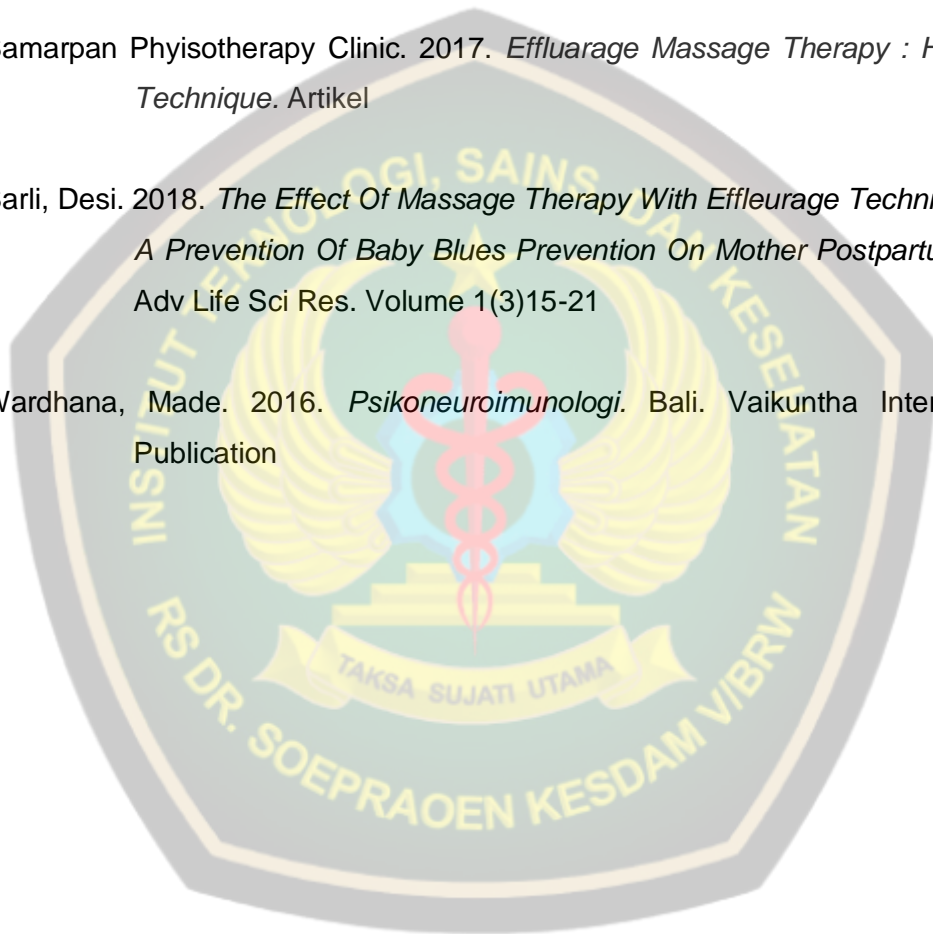 Samarpan Phyisotherapy Clinic. 2017. Effluarage Massage Therapy : H
Technique. Artikel
Sarli, Desi. 2018. The Effect Of Massage Therapy With Effleurage Techni
A Prevention Of Baby Blues Prevention On Mother Postpartu
Adv Life Sci Res. Volume 1(3)15-21
Wardhana, Made. 2016. Psikoneuroimunologi. Bali. Vaikuntha Inter
Publication
INSTITUT TEKNOLOGI, SAINS DAN KESEHATAN
TAKSA SUJATI UTAMA
RS DR. SOEPRAOEN KESDAM V/BRW